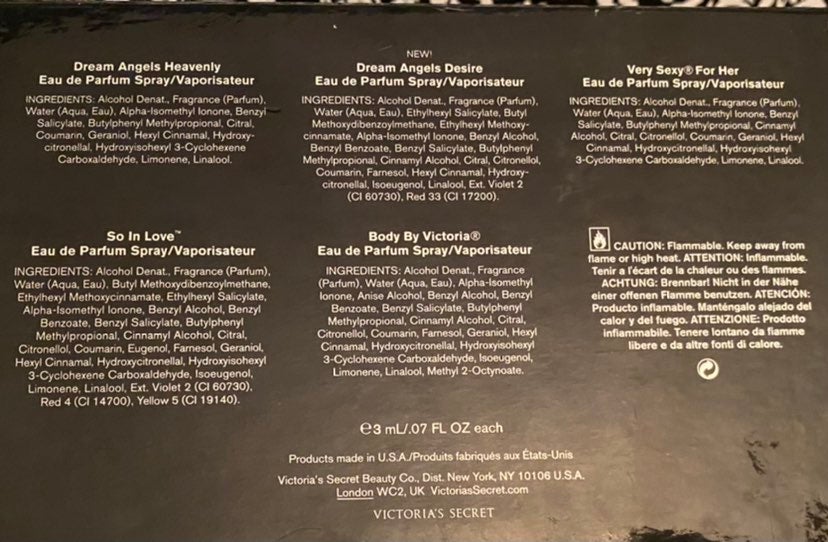 Dream Angels Heavenly
Eau de Parfum Spray/Vaporisateur
INGREDIENTS: Alcohol Denat., Fragrance (Parfum),
Water (Aqua, Eau), Alpha-Isomethyl Ionone, Benzyl
Salicylate, Butylphenyl Methylpropional, Citral,
Coumarin, Geraniol, Hexyl Cinnamal, Hydroxy-
citronellal, Hydroxyisohexyl 3-Cyclohexene
Carboxaldehyde, Limonene, Linalool.
NEW!
Dream Angels Desire
Eau de Parfum Spray/Vaporisateur
INGREDIENTS: Alcohol Denat., Fragrance (Parfum),
Water (Aqua, Eau), Ethylhexyl Salicylate, Butyl
Methoxydibenzoylmethane, Ethylhexyl Methoxy-
cinnamate, Alpha-Isomethyl Ionone, Benzyl Alcohol,
Benzyl Benzoate, Benzyl Salicylate, Butylphenyl
Methylpropional, Cinnamyl Alcohol, Citral, Citronellol,
Coumarin, Farnesol, Hexyl Cinnamal, Hydroxy-
citronellal, Isoeugenol, Linalool, Ext. Violet 2
(CI 60730), Red 33 (CI 17200).
Very Sexy® For Her
Eau de Parfum Spray/Vaporisateur
INGREDIENTS: Alcohol Denat., Fragrance (Parfum),
Water (Aqua, Eau), Alpha-Isomethyl Ionone, Benzyl
Salicylate, Butylphenyl Methylpropional, Cinnamyl
Alcohol, Citral, Citronellol, Coumarin, Geraniol, Hexyl
Cinnamal, Hydroxycitronellal, Hydroxyisohexyl
3-Cyclohexene Carboxaldehyde, Limonene, Linalool.
So In Love™
Eau de Parfum Spray/Vaporisateur
INGREDIENTS: Alcohol Denat., Fragrance (Parfum),
Water (Aqua, Eau), Butyl Methoxydibenzoylmethane,
Ethylhexyl Methoxycinnamate, Ethylhexyl Salicylate,
Alpha-Isomethyl Ionone, Benzyl Alcohol, Benzyl
Benzoate, Benzyl Salicylate, Butylphenyl
Methylpropional, Cinnamyl Alcohol, Citral,
Citronellol, Coumarin, Eugenol, Farnesol, Geraniol,
Hexyl Cinnamal, Hydroxycitronellal, Hydroxyisohexyl
3-Cyclohexene Carboxaldehyde, Isoeugenol,
Limonene, Linalool, Ext. Violet 2 (CI 60730),
Red 4 (CI 14700), Yellow 5 (CI 19140).
Body By Victoria®
Eau de Parfum Spray/Vaporisateur
INGREDIENTS: Alcohol Denat., Fragrance
(Parfum), Water (Aqua, Eau), Alpha-Isomethyl
Ionone, Anise Alcohol, Benzyl Alcohol, Benzyl
Benzoate, Benzyl Salicylate, Butylphenyl
Methylpropional, Cinnamyl Alcohol, Citral,
Citronellol, Coumarin, Farnesol, Geraniol, Hexyl
Cinnamal, Hydroxycitronellal, Hydroxyisohexyl
3-Cyclohexene Carboxaldehyde, Isoeugenol,
Limonene, Linalool, Methyl 2-Octynoate.
CAUTION: Flammable. Keep away from
flame or high heat. ATTENTION: Inflammable.
Tenir a l'écart de la chaleur ou des flammes.
ACHTUNG: Brennbar! Nicht in der Nähe
einer offenen Flamme benutzen. ATENCIÓN:
Producto inflamable. Manténgalo alejado del
calor y del fuego. ATTENZIONE: Prodotto
infiammabile. Tenere lontano da fiamme
libere e da altre fonti di calore.
℮3 mL/.07 FL OZ each
Products made in U.S.A./Produits fabriqués aux États-Unis
Victoria's Secret Beauty Co., Dist. New York, NY 10106 U.S.A.
London WC2, UK VictoriasSecret.com
VICTORIA'S SECRET